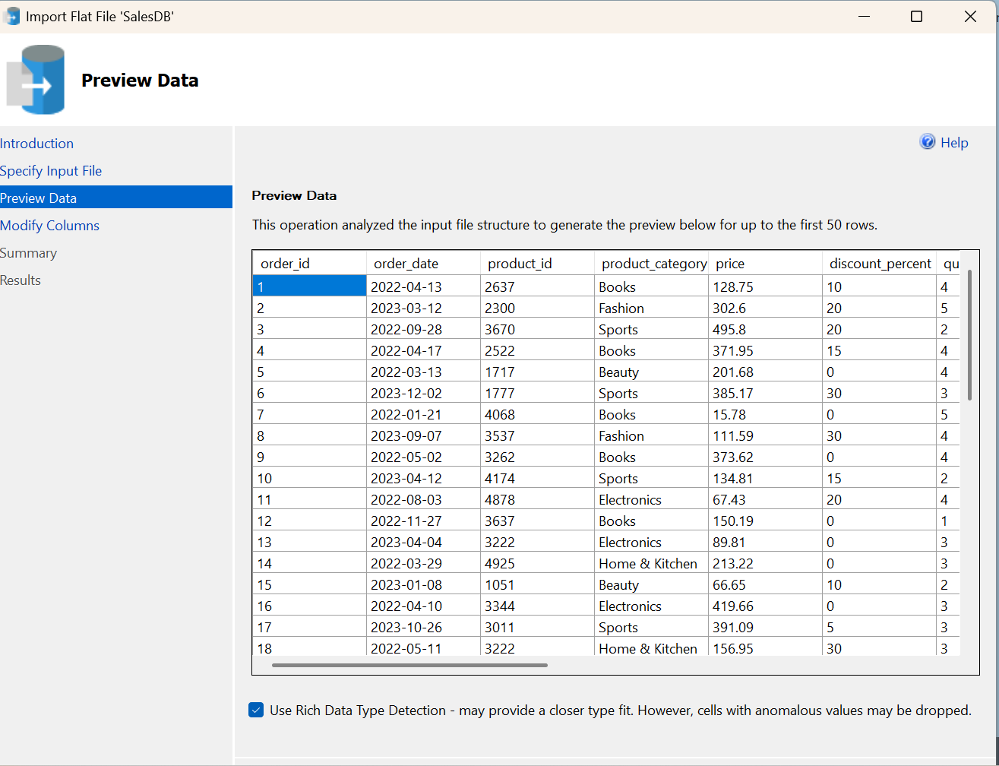 Import Flat File 'SalesDB'
Preview Data
Introduction
Specify Input File
Preview Data
Modify Columns
Summary
Results
Help
Preview Data
This operation analyzed the input file structure to generate the preview below for up to the first 50 rows.
order_id order_date product_id product_category price discount_percent qu
1 2022-04-13 2637 Books 128.75 10 4
2 2023-03-12 2300 Fashion 302.6 20 5
3 2022-09-28 3670 Sports 495.8 20 2
4 2022-04-17 2522 Books 371.95 15 4
5 2022-03-13 1717 Beauty 201.68 0 4
6 2023-12-02 1777 Sports 385.17 30 3
7 2022-01-21 4068 Books 15.78 0 5
8 2023-09-07 3537 Fashion 111.59 30 4
9 2022-05-02 3262 Books 373.62 0 4
10 2023-04-12 4174 Sports 134.81 15 2
11 2022-08-03 4878 Electronics 67.43 20 4
12 2022-11-27 3637 Books 150.19 0 1
13 2023-04-04 3222 Electronics 89.81 0 3
14 2022-03-29 4925 Home & Kitchen 213.22 0 3
15 2023-01-08 1051 Beauty 66.65 10 2
16 2022-04-10 3344 Electronics 419.66 0 3
17 2023-10-26 3011 Sports 391.09 5 3
18 2022-05-11 3222 Home & Kitchen 156.95 30 3
Use Rich Data Type Detection - may provide a closer type fit. However, cells with anomalous values may be dropped.